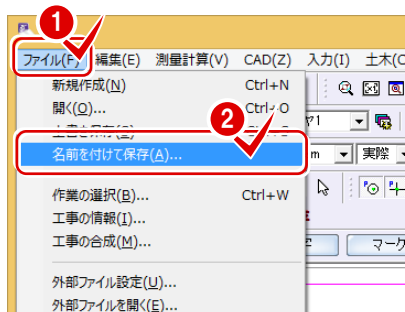 1
ファイル(F) 編集(E) 測量計算(V) CAD(Z) 入力(I) 土木(C
新規作成(N) Ctrl+N
開く(O)... Ctrl+O
2
名前を付けて保存(A)...
m 実際
作業の選択(B)... Ctrl+W
工事の情報(I)...
工事の合成(M)...
マーク
外部ファイル設定(U)...
外部ファイルを開く(E)...